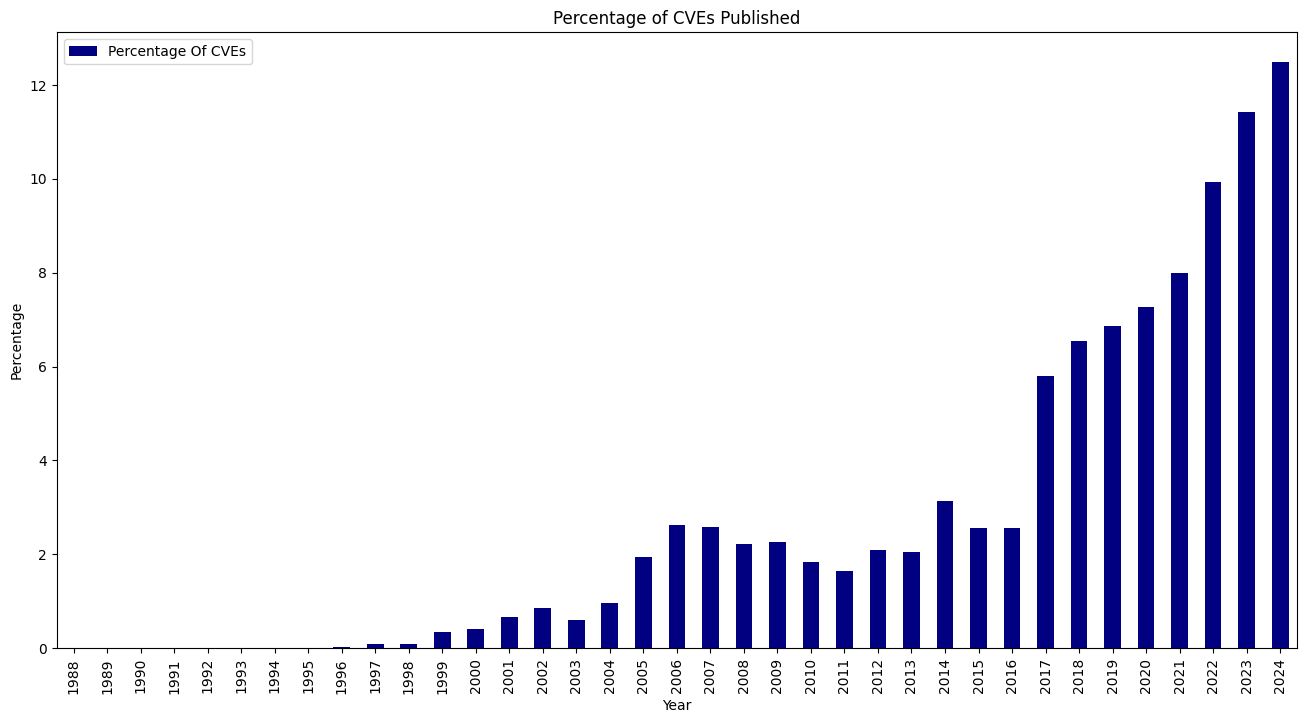 Percentage of CVEs Published
Percentage Of CVEs
Percentage
12
10
8
6
4
2
0
1988 1989 1990 1991 1992 1993 1994 1995 1996 1997 1998 1999 2000 2001 2002 2003 2004 2005 2006 2007 2008 2009 2010 2011 2012 2013 2014 2015 2016 2017 2018 2019 2020 2021 2022 2023 2024
Year